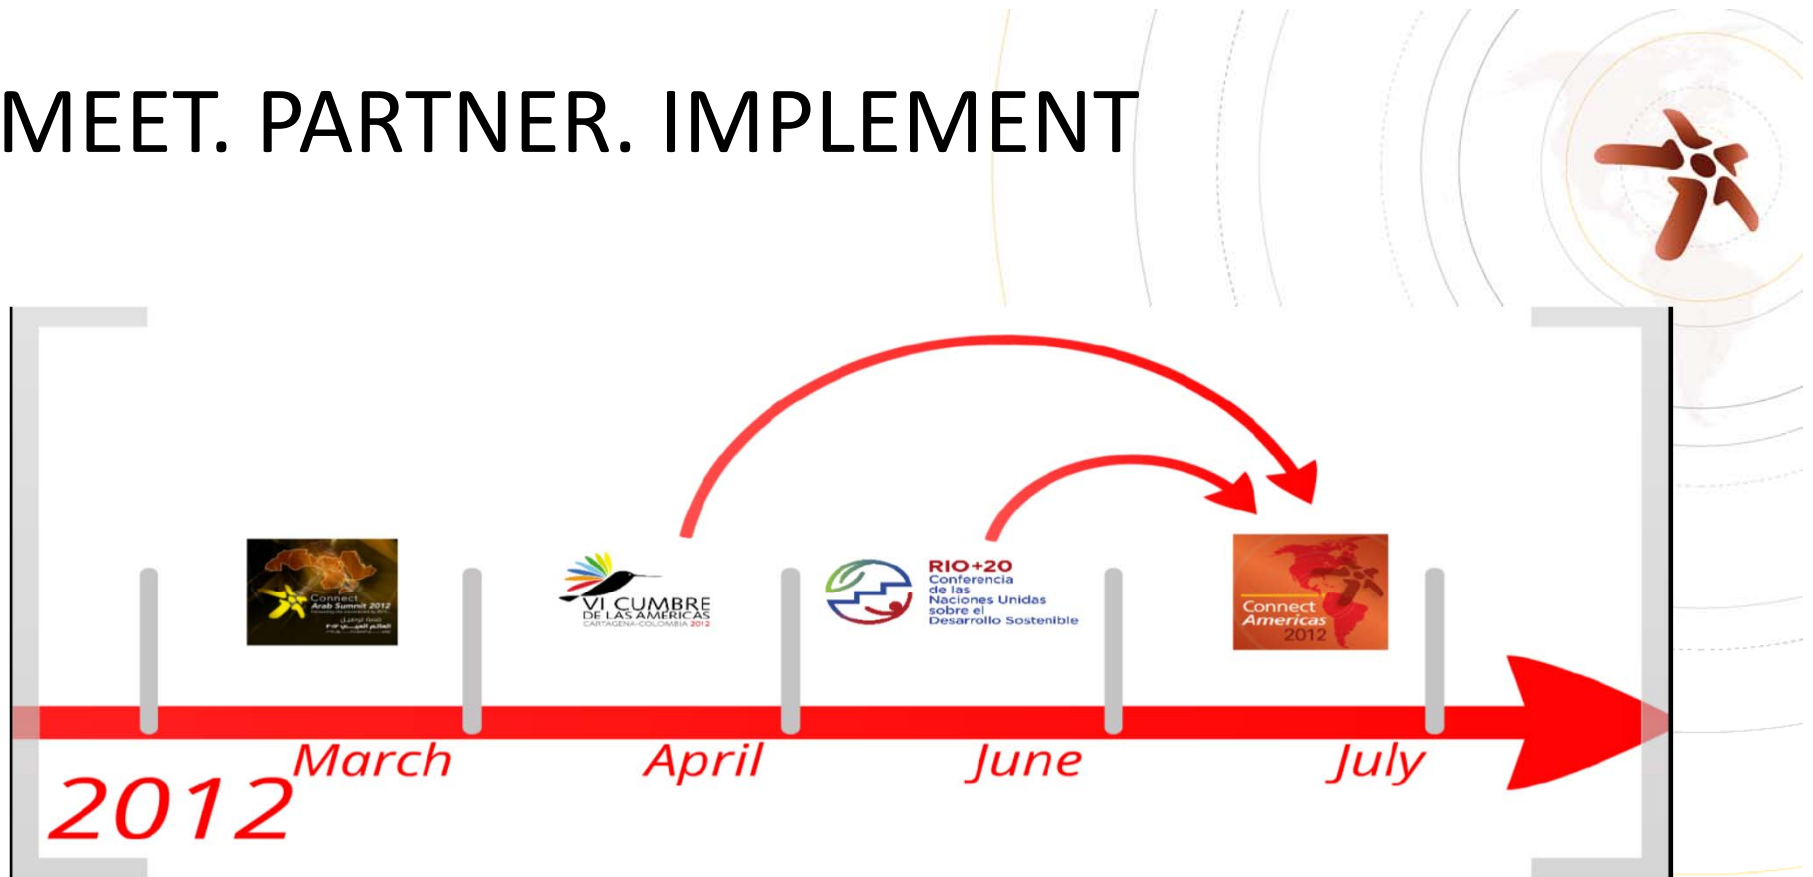 MEET. PARTNER. IMPLEMENT
Connect
Arab Summit 2012
VI CUMBRE
DE LAS AMÉRICAS
CARTAGENA-COLOMBIA 2012
RIO+20
Conferencia
de las
Naciones Unidas
sobre el
Desarrollo Sostenible
Connect
Americas
2012
March
April
June
July
2012